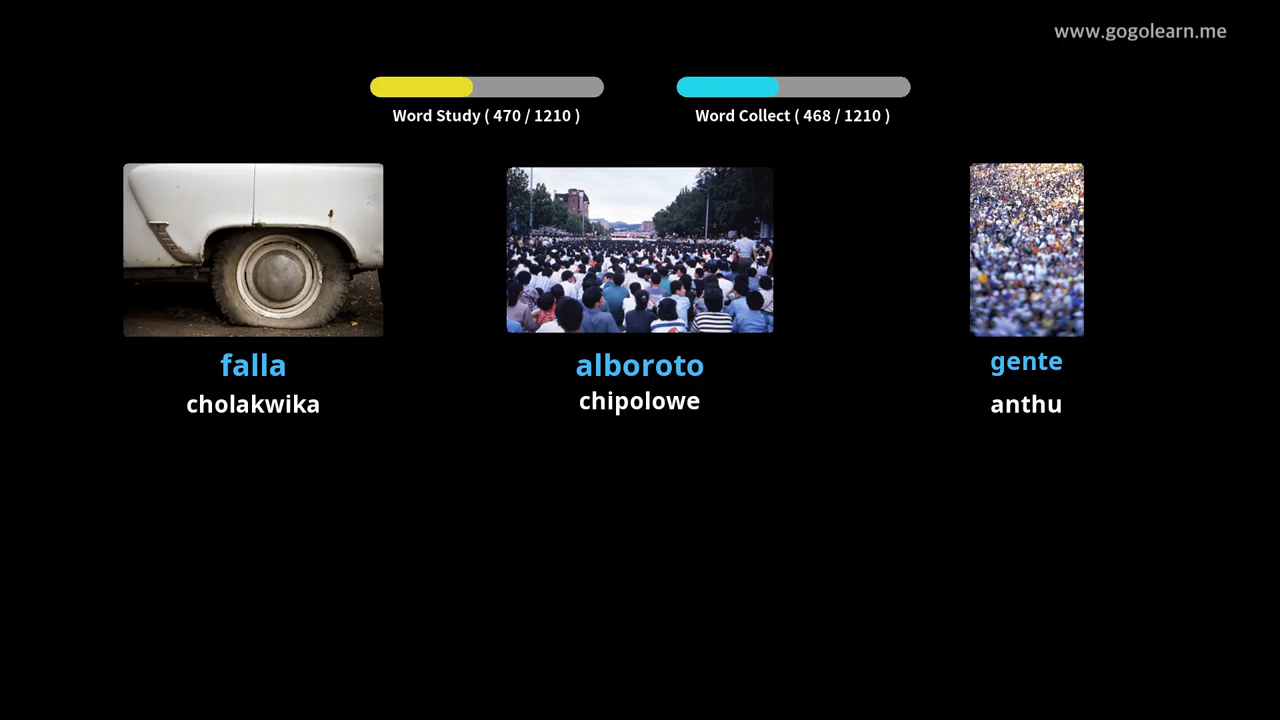 www.gogolearn.me
Word Study ( 470 / 1210 )
Word Collect ( 468 / 1210 )
falla
cholakwika
alboroto
chipolowe
gente
anthu